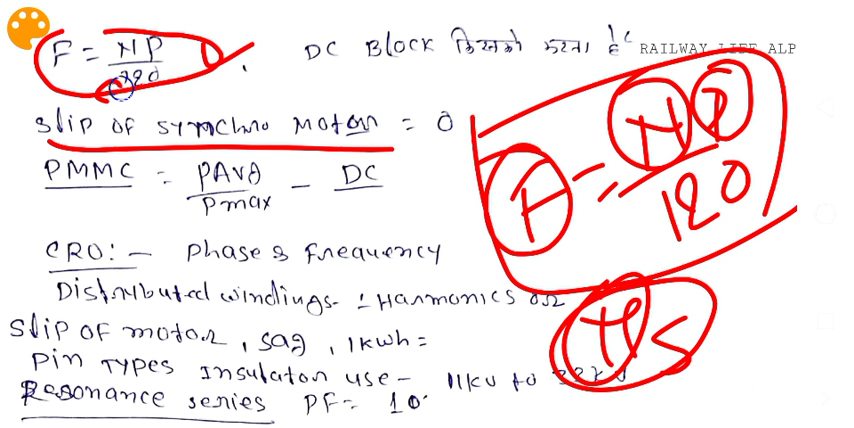 F = NP/120 . DC Block किसको करता है
RAILWAY LIFE ALP
Slip of synchro Motor = 0
F = NP/120
PMMC = PAVG/Pmax - DC
CRO:- Phase & frequency
Distributed windings- Harmonics
Slip of motor, sag, 1kwh =
Ns
Pin Types Insulator use- 11kv to 33kv
Resonance series PF= 10